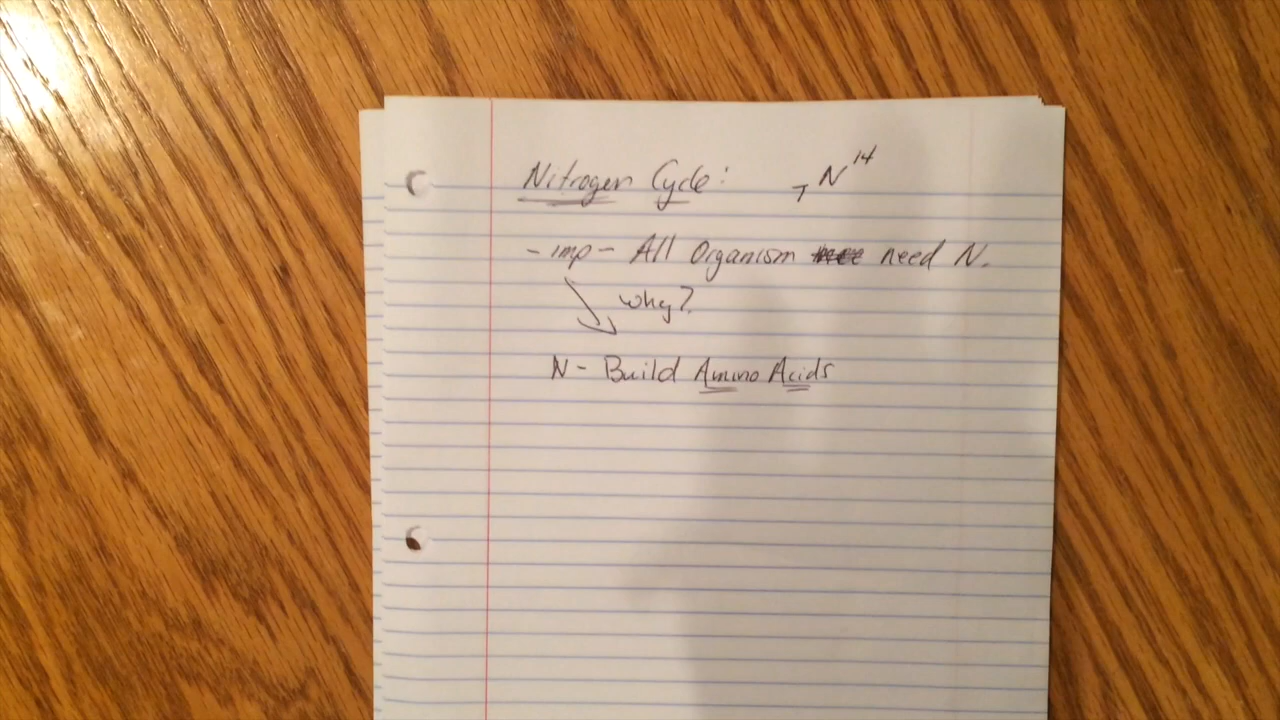 Nitrogen Cycle: ₇N¹⁴
- imp - All Organism need N.
why?
N - Build Amino Acids